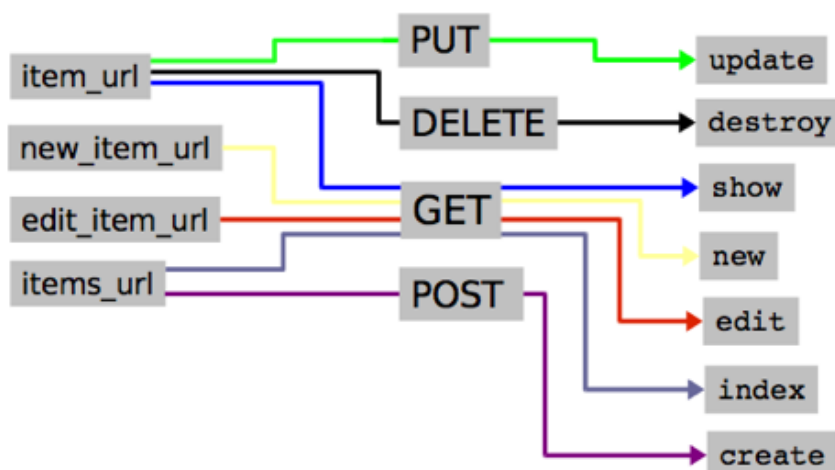 item_url
new_item_url
edit_item_url
items_url
PUT
DELETE
GET
POST
update
destroy
show
new
edit
index
create